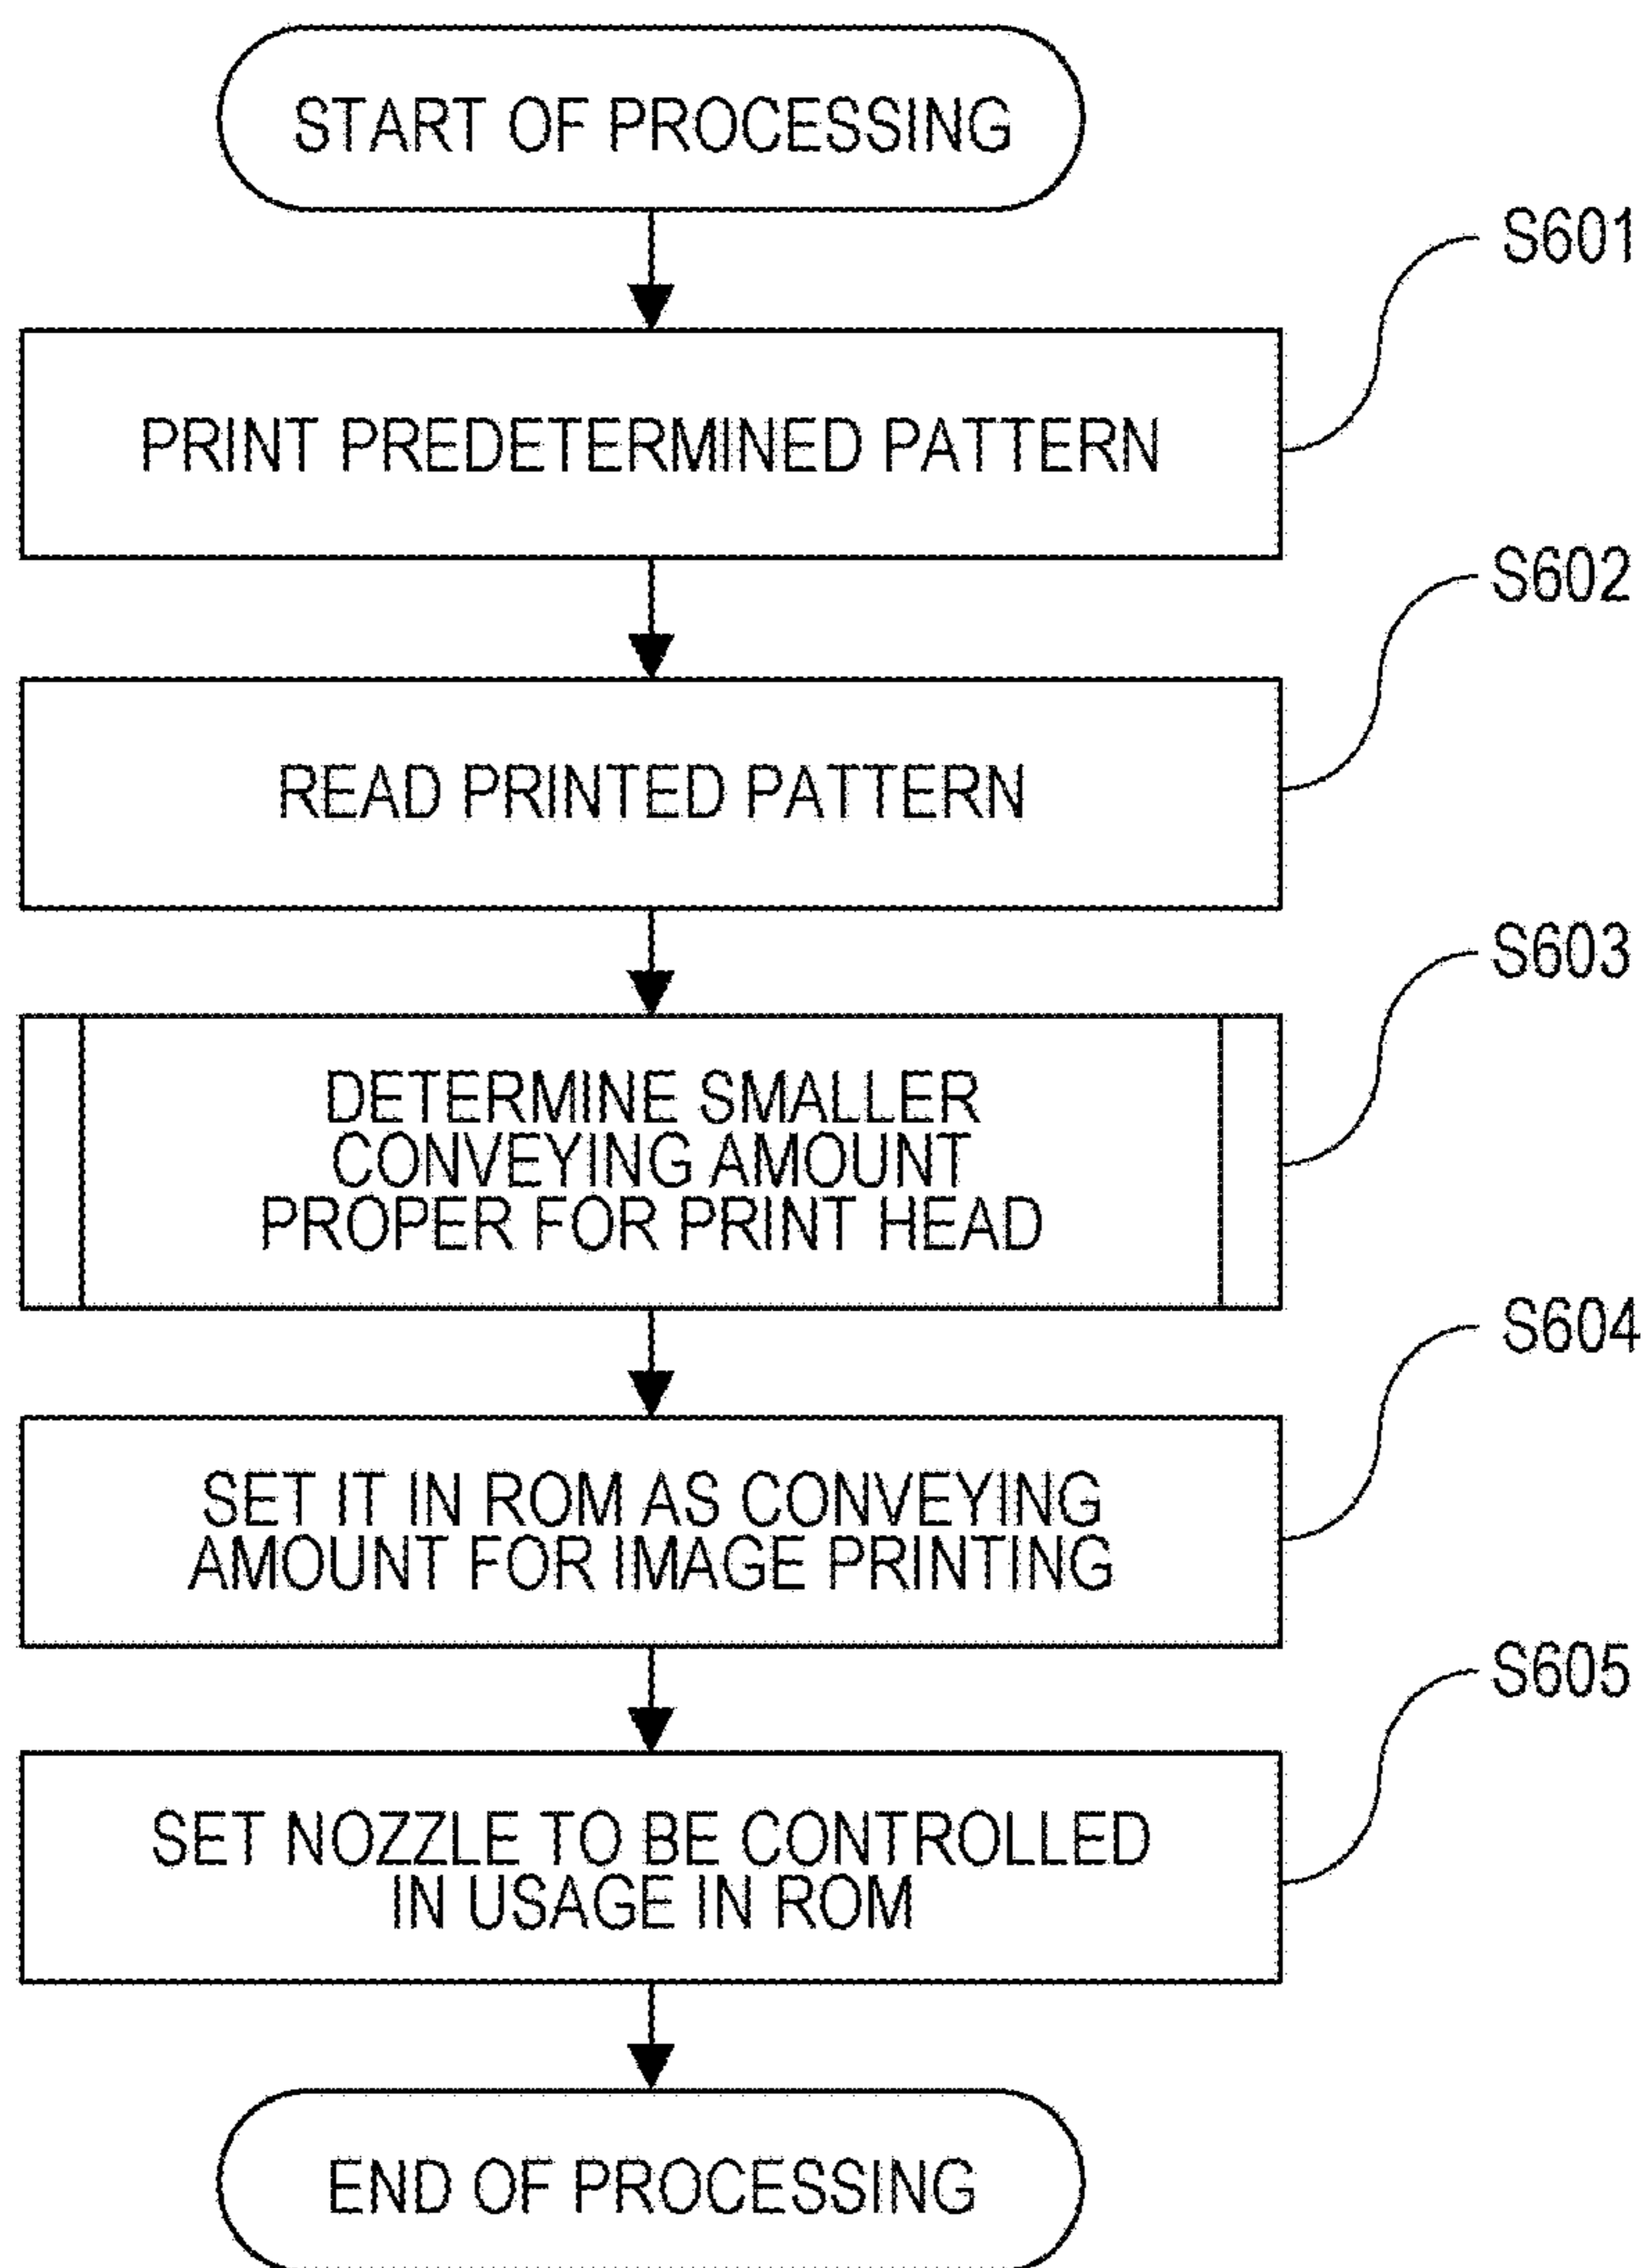 START OF PROCESSING
S601
PRINT PREDETERMINED PATTERN
S602
READ PRINTED PATTERN
S603
DETERMINE SMALLER
CONVEYING AMOUNT
PROPER FOR PRINT HEAD
S604
SET IT IN ROM AS CONVEYING
AMOUNT FOR IMAGE PRINTING
S605
SET NOZZLE TO BE CONTROLLED
IN USAGE IN ROM
END OF PROCESSING